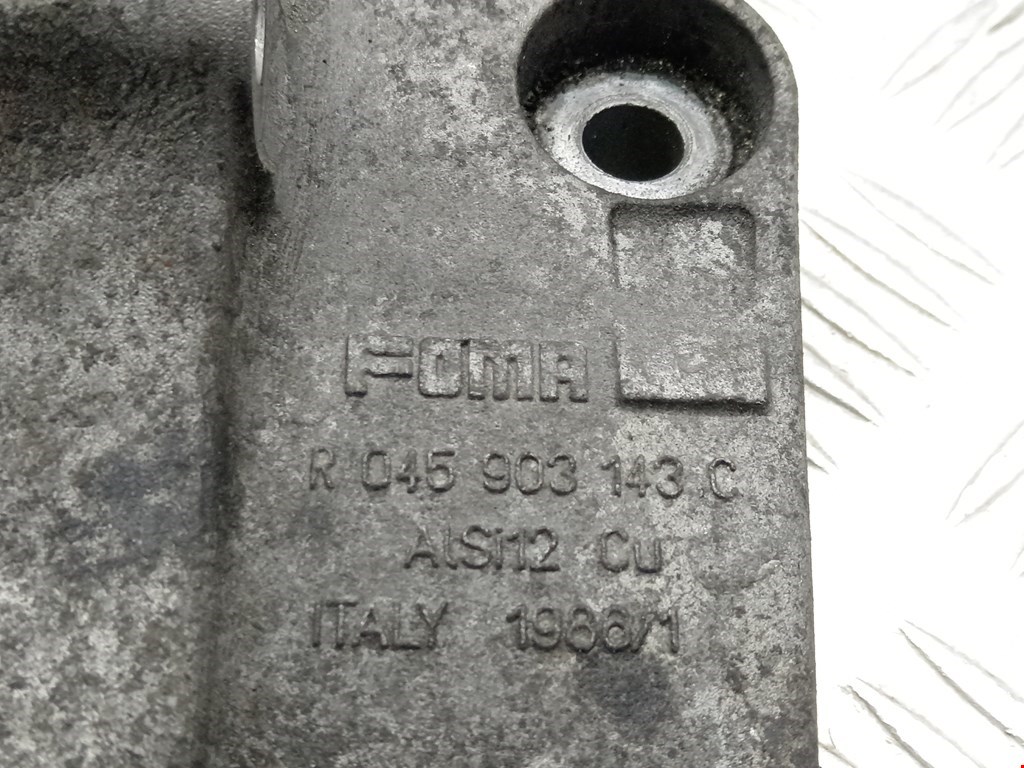 FOMA
R 045 903 143 C
AlSi12 Cu
ITALY 1986/1